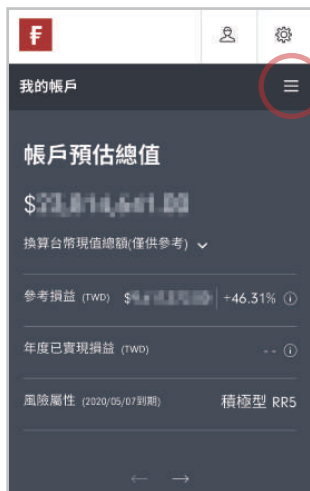 我的帳戶
帳戶預估總值
$
換算台幣現值總額(僅供參考)
參考損益 (TWD) $ +46.31%
年度已實現損益 (TWD) --
風險屬性 (2020/05/07到期) 積極型 RR5